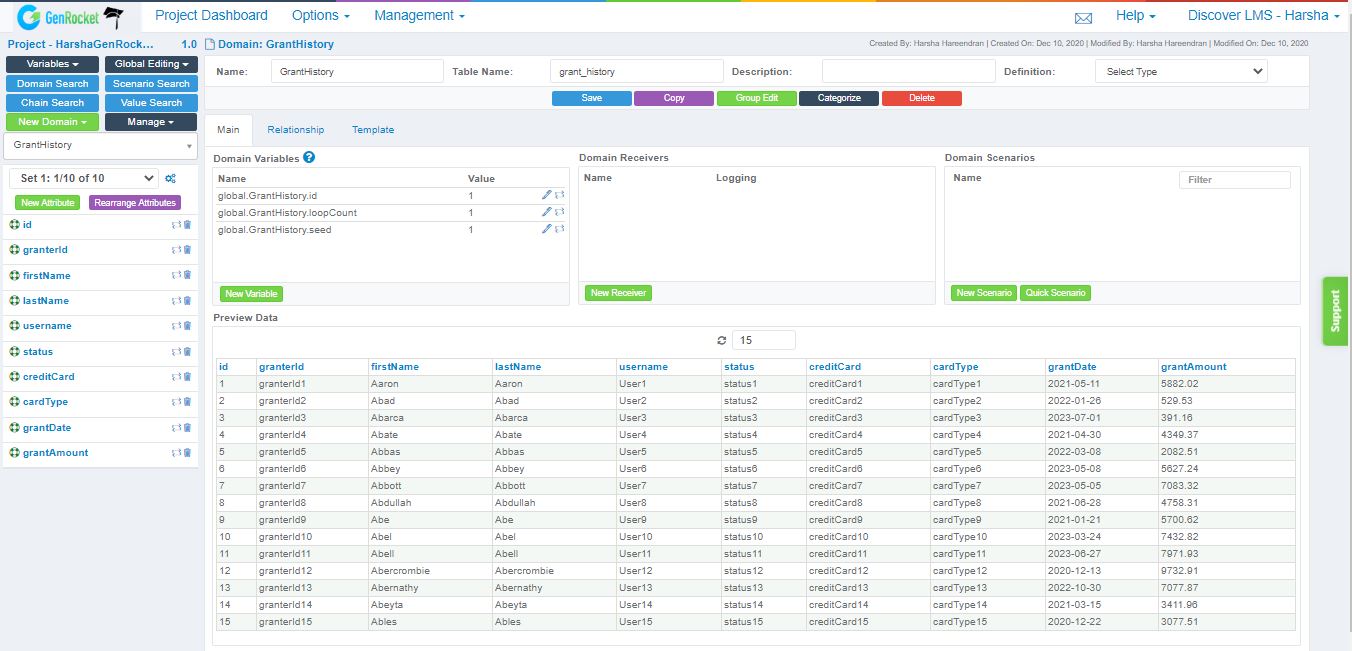 GenRocket Project Dashboard Options Management Help Discover LMS - Harsha
Project - HarshaGenRock... 1.0 Domain: GrantHistory Created By: Harsha Hareendran | Created On: Dec 10, 2020 | Modified By: Harsha Hareendran | Modified On: Dec 10, 2020
Variables Global Editing
Domain Search Scenario Search
Chain Search Value Search
New Domain Manage
GrantHistory
Set 1: 1/10 of 10
New Attribute Rearrange Attributes
id
granterId
firstName
lastName
username
status
creditCard
cardType
grantDate
grantAmount
Name: GrantHistory Table Name: grant_history Description: Definition: Select Type
Save Copy Group Edit Categorize Delete
Main Relationship Template
Domain Variables ?
Name Value
global.GrantHistory.id 1
global.GrantHistory.loopCount 1
global.GrantHistory.seed 1
New Variable
Domain Receivers
Name Logging
New Receiver
Domain Scenarios
Name Filter
New Scenario Quick Scenario
Preview Data
15
id granterId firstName lastName username status creditCard cardType grantDate grantAmount
1 granterId1 Aaron Aaron User1 status1 creditCard1 cardType1 2021-05-11 5882.02
2 granterId2 Abad Abad User2 status2 creditCard2 cardType2 2022-01-26 529.53
3 granterId3 Abarca Abarca User3 status3 creditCard3 cardType3 2023-07-01 391.16
4 granterId4 Abate Abate User4 status4 creditCard4 cardType4 2021-04-30 4349.37
5 granterId5 Abbas Abbas User5 status5 creditCard5 cardType5 2022-03-08 2082.51
6 granterId6 Abbey Abbey User6 status6 creditCard6 cardType6 2023-05-08 5627.24
7 granterId7 Abbott Abbott User7 status7 creditCard7 cardType7 2023-05-05 7083.32
8 granterId8 Abdullah Abdullah User8 status8 creditCard8 cardType8 2021-06-28 4758.31
9 granterId9 Abe Abe User9 status9 creditCard9 cardType9 2021-01-21 5700.62
10 granterId10 Abel Abel User10 status10 creditCard10 cardType10 2023-03-24 7432.82
11 granterId11 Abell Abell User11 status11 creditCard11 cardType11 2023-06-27 7971.93
12 granterId12 Abercrombie Abercrombie User12 status12 creditCard12 cardType12 2020-12-13 9732.91
13 granterId13 Abernathy Abernathy User13 status13 creditCard13 cardType13 2022-10-30 7077.87
14 granterId14 Abeyta Abeyta User14 status14 creditCard14 cardType14 2021-03-15 3411.96
15 granterId15 Ables Ables User15 status15 creditCard15 cardType15 2020-12-22 3077.51
Support